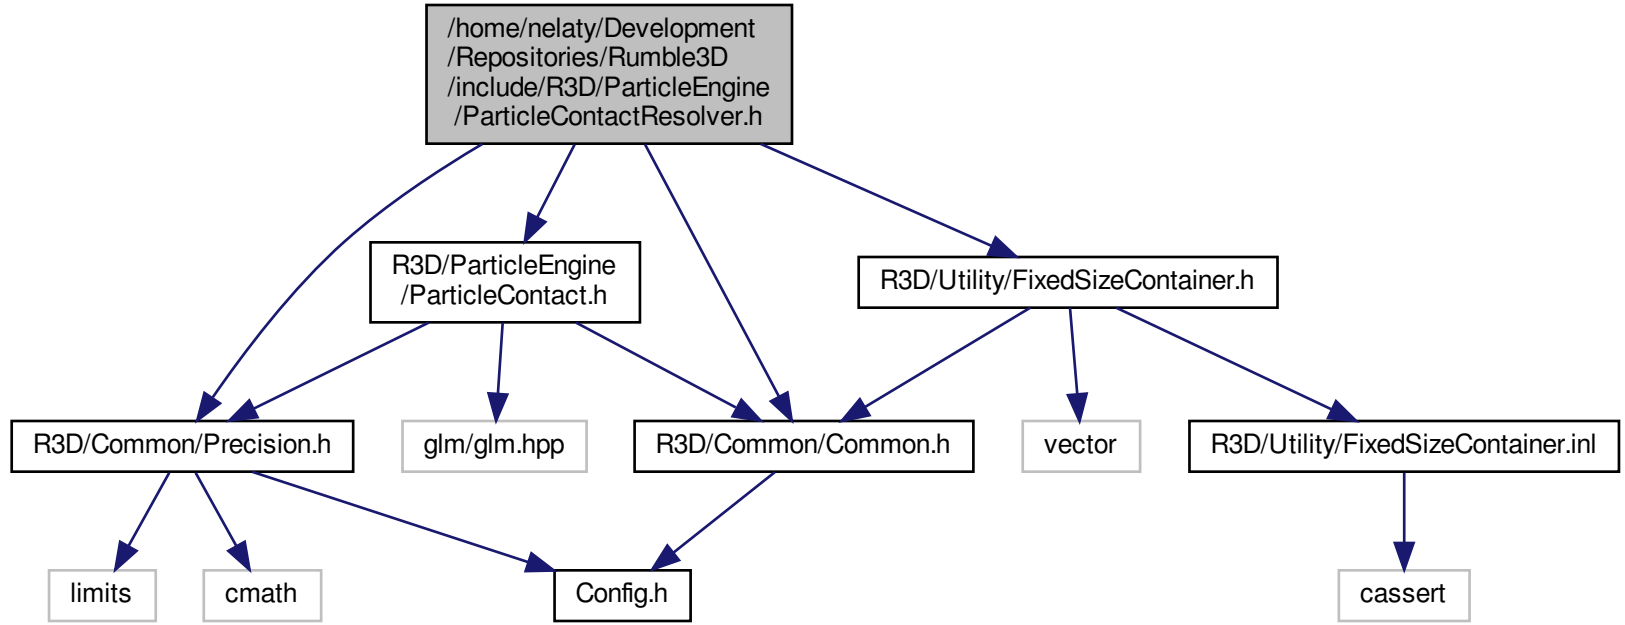 /home/nelaty/Development
/Repositories/Rumble3D
/include/R3D/ParticleEngine
/ParticleContactResolver.h
R3D/ParticleEngine
/ParticleContact.h
R3D/Utility/FixedSizeContainer.h
R3D/Common/Precision.h
glm/glm.hpp
R3D/Common/Common.h
vector
R3D/Utility/FixedSizeContainer.inl
limits
cmath
Config.h
cassert